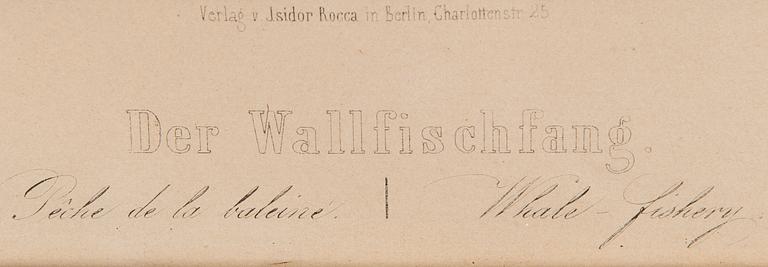 Verlag v. Isidor Rocca in Berlin, Charlottenstr. 25
Der Wallfischfang.
Pêche de la baleine. | Whale - fishery